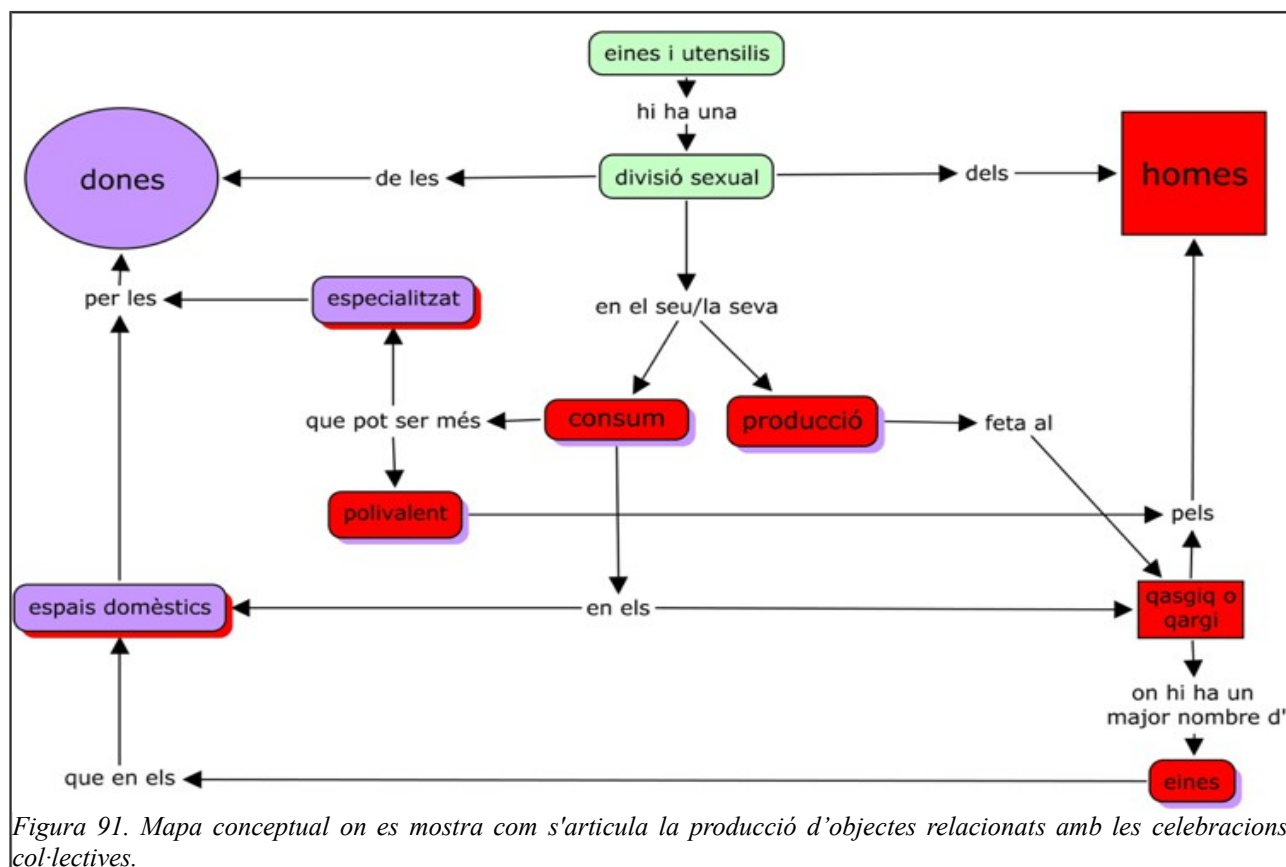 eines i utensilis
hi ha una
dones
de les
divisió sexual
dels
homes
per les
especialitzat
en el seu/la seva
que pot ser més
consum
producció
feta al
polivalent
pels
espais domèstics
en els
qasgiq o
qargi
on hi ha un
major nombre d'
que en els
eines
Figura 91. Mapa conceptual on es mostra com s'articula la producció d’objectes relacionats amb les celebracions
col·lectives.